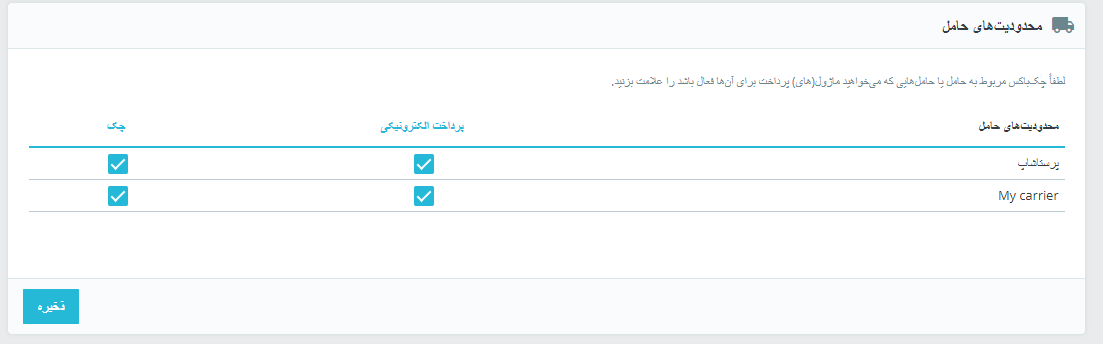 محدودیت‌های حامل
لطفاً چک‌باکس مربوط به حامل یا حامل‌هایی که می‌خواهید ماژول(های) پرداخت برای آن‌ها فعال باشد را علامت بزنید.
محدودیت‌های حامل پرداخت الکترونیکی چک
پرستاشاپ
My carrier
ذخیره